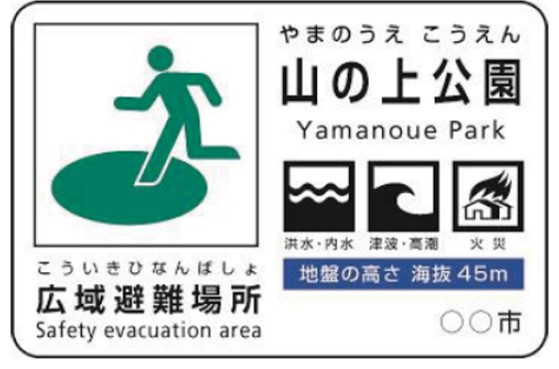 こういきひなんばしょ
広域避難場所
Safety evacuation area
やまのうえ こうえん
山の上公園
Yamanoue Park
洪水・内水 津波・高潮 火災
地盤の高さ 海抜45m
○○市